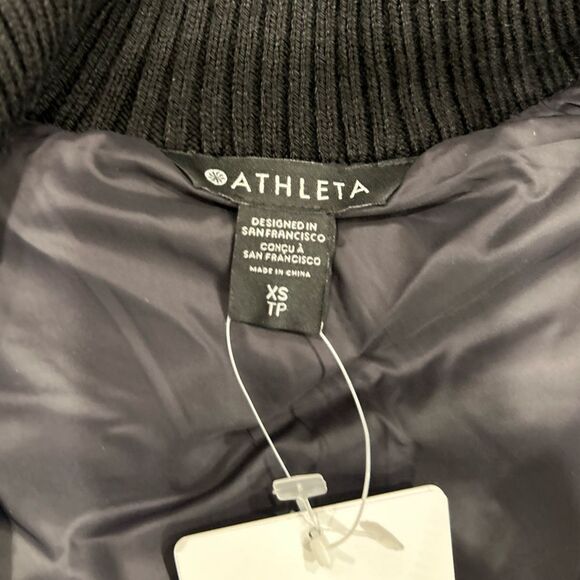 ATHLETA
DESIGNED IN
SAN FRANCISCO
CONÇU À
SAN FRANCISCO
MADE IN CHINA
XS
TP